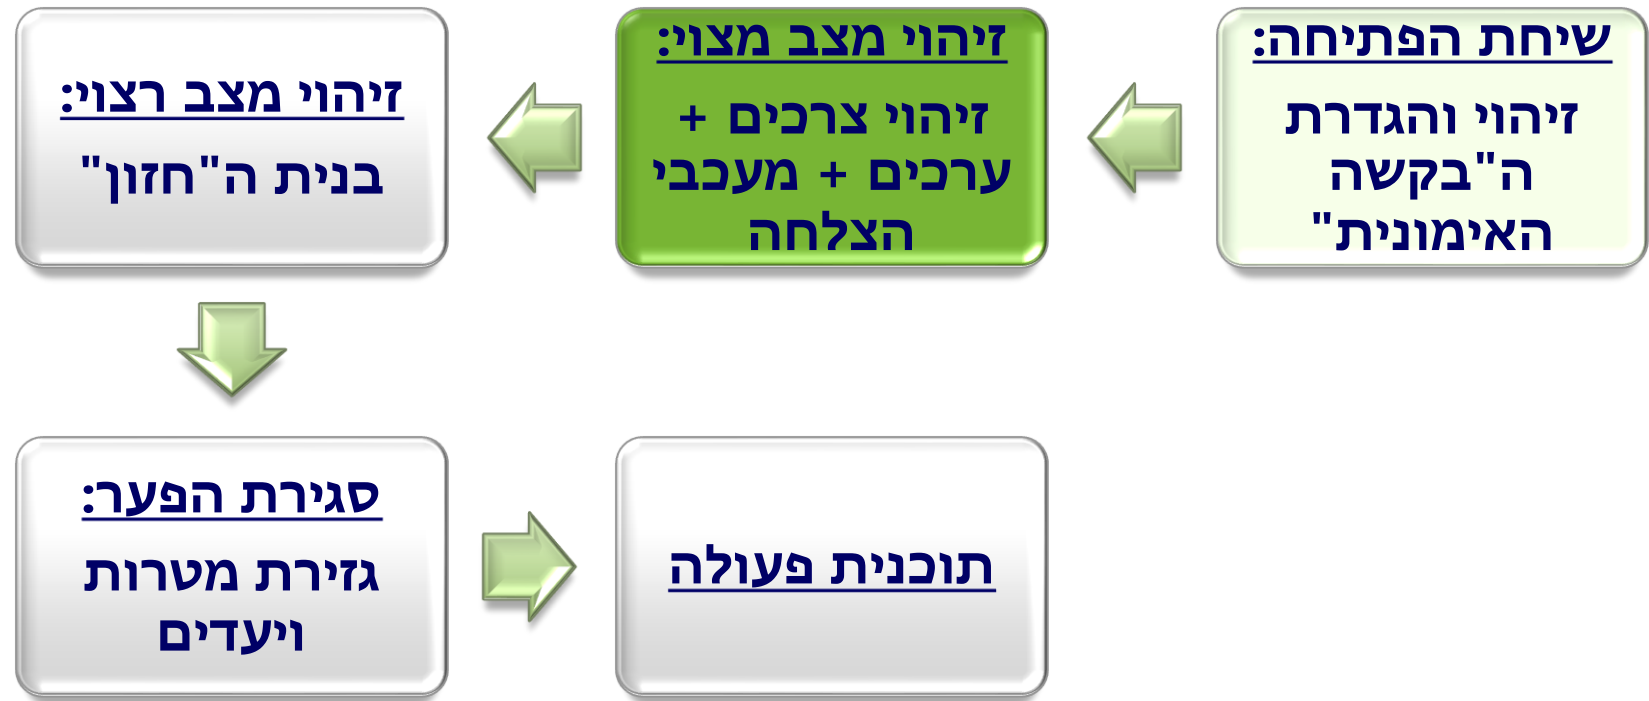 שיחת הפתיחה:
זיהוי והגדרת
ה"בקשה
האימונית"
זיהוי מצב מצוי:
זיהוי צרכים +
ערכים + מעכבי
הצלחה
זיהוי מצב רצוי:
בנית ה"חזון"
סגירת הפער:
גזירת מטרות
ויעדים
תוכנית פעולה